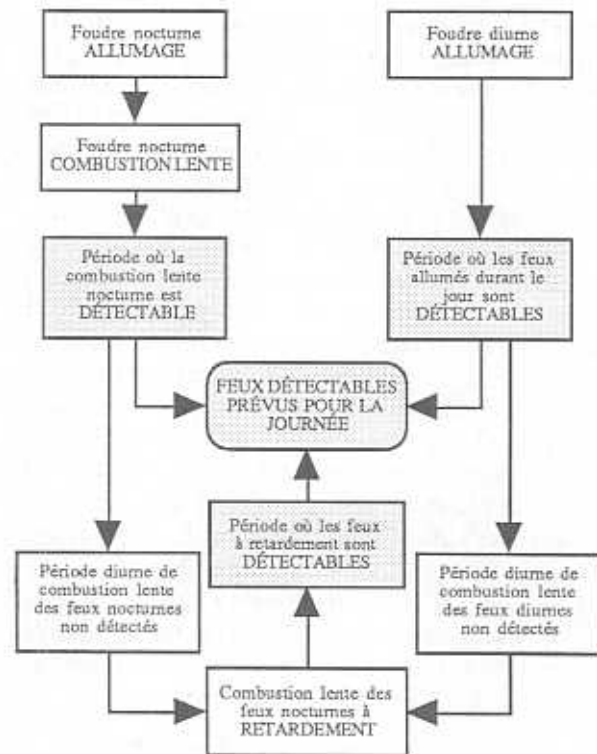 Foudre nocturne
ALLUMAGE
Foudre diurne
ALLUMAGE
Foudre nocturne
COMBUSTION LENTE
Période où la
combustion lente
nocturne est
DÉTECTABLE
Période où les feux
allumés durant le
jour sont
DÉTECTABLES
FEUX DÉTECTABLES
PRÉVUS POUR LA
JOURNÉE
Période où les feux
à retardement sont
DÉTECTABLES
Période diurne de
combustion lente
des feux nocturnes
non détectés
Période diurne de
combustion lente
des feux diurnes
non détectés
Combustion lente des
feux nocturnes à
RETARDEMENT